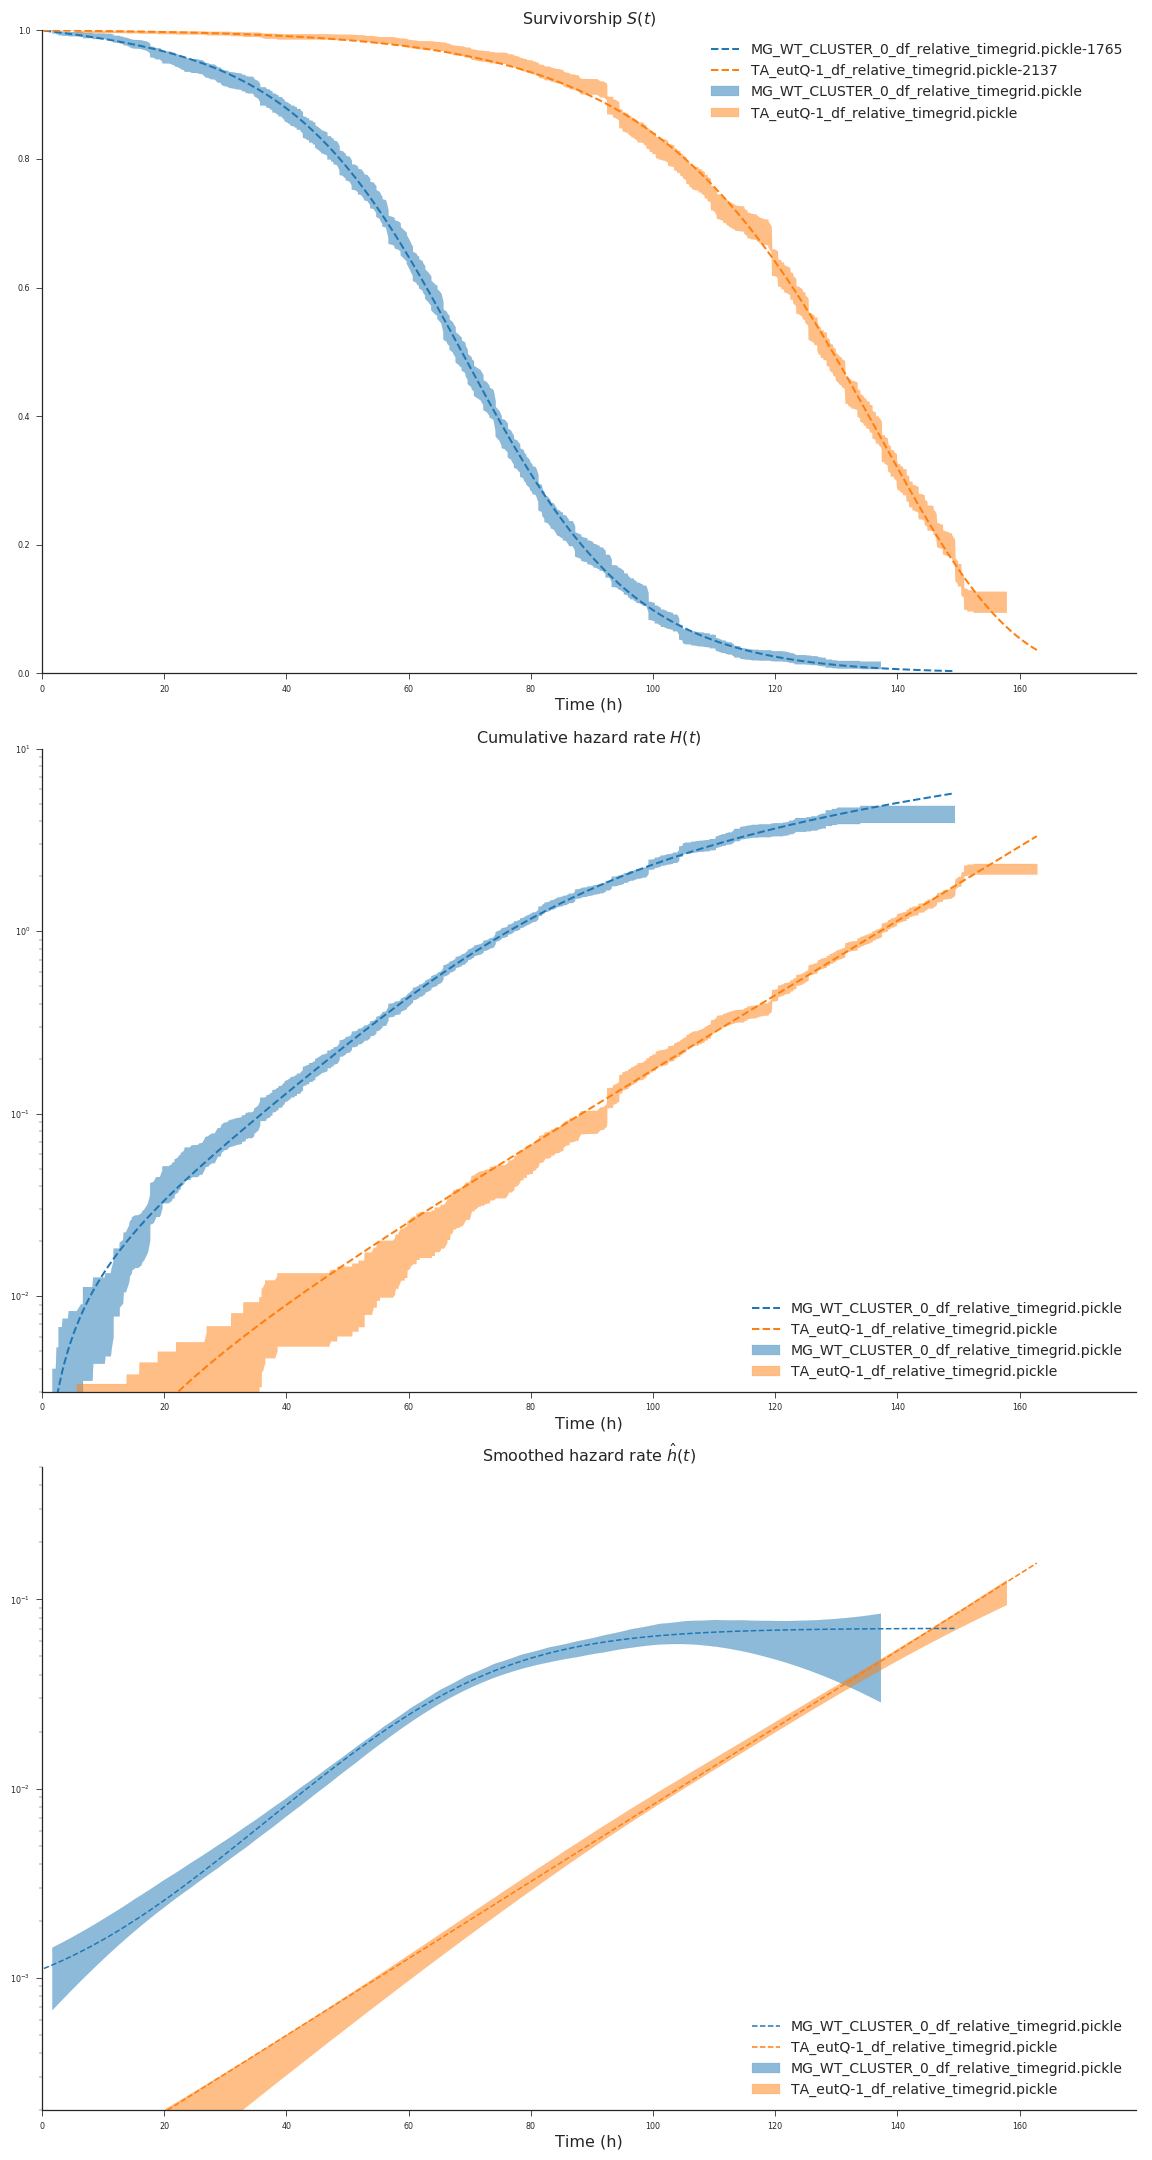 Survivorship S(t)
1.0
0.8
0.6
0.4
0.2
0.0
MG_WT_CLUSTER_0_df_relative_timegrid.pickle-1765
TA_eutQ-1_df_relative_timegrid.pickle-2137
MG_WT_CLUSTER_0_df_relative_timegrid.pickle
TA_eutQ-1_df_relative_timegrid.pickle
0 20 40 60 80 100 120 140 160
Time (h)
Cumulative hazard rate H(t)
10¹
10⁰
10⁻¹
10⁻²
MG_WT_CLUSTER_0_df_relative_timegrid.pickle
TA_eutQ-1_df_relative_timegrid.pickle
MG_WT_CLUSTER_0_df_relative_timegrid.pickle
TA_eutQ-1_df_relative_timegrid.pickle
0 20 40 60 80 100 120 140 160
Time (h)
Smoothed hazard rate ĥ(t)
10⁻¹
10⁻²
10⁻³
MG_WT_CLUSTER_0_df_relative_timegrid.pickle
TA_eutQ-1_df_relative_timegrid.pickle
MG_WT_CLUSTER_0_df_relative_timegrid.pickle
TA_eutQ-1_df_relative_timegrid.pickle
0 20 40 60 80 100 120 140 160
Time (h)